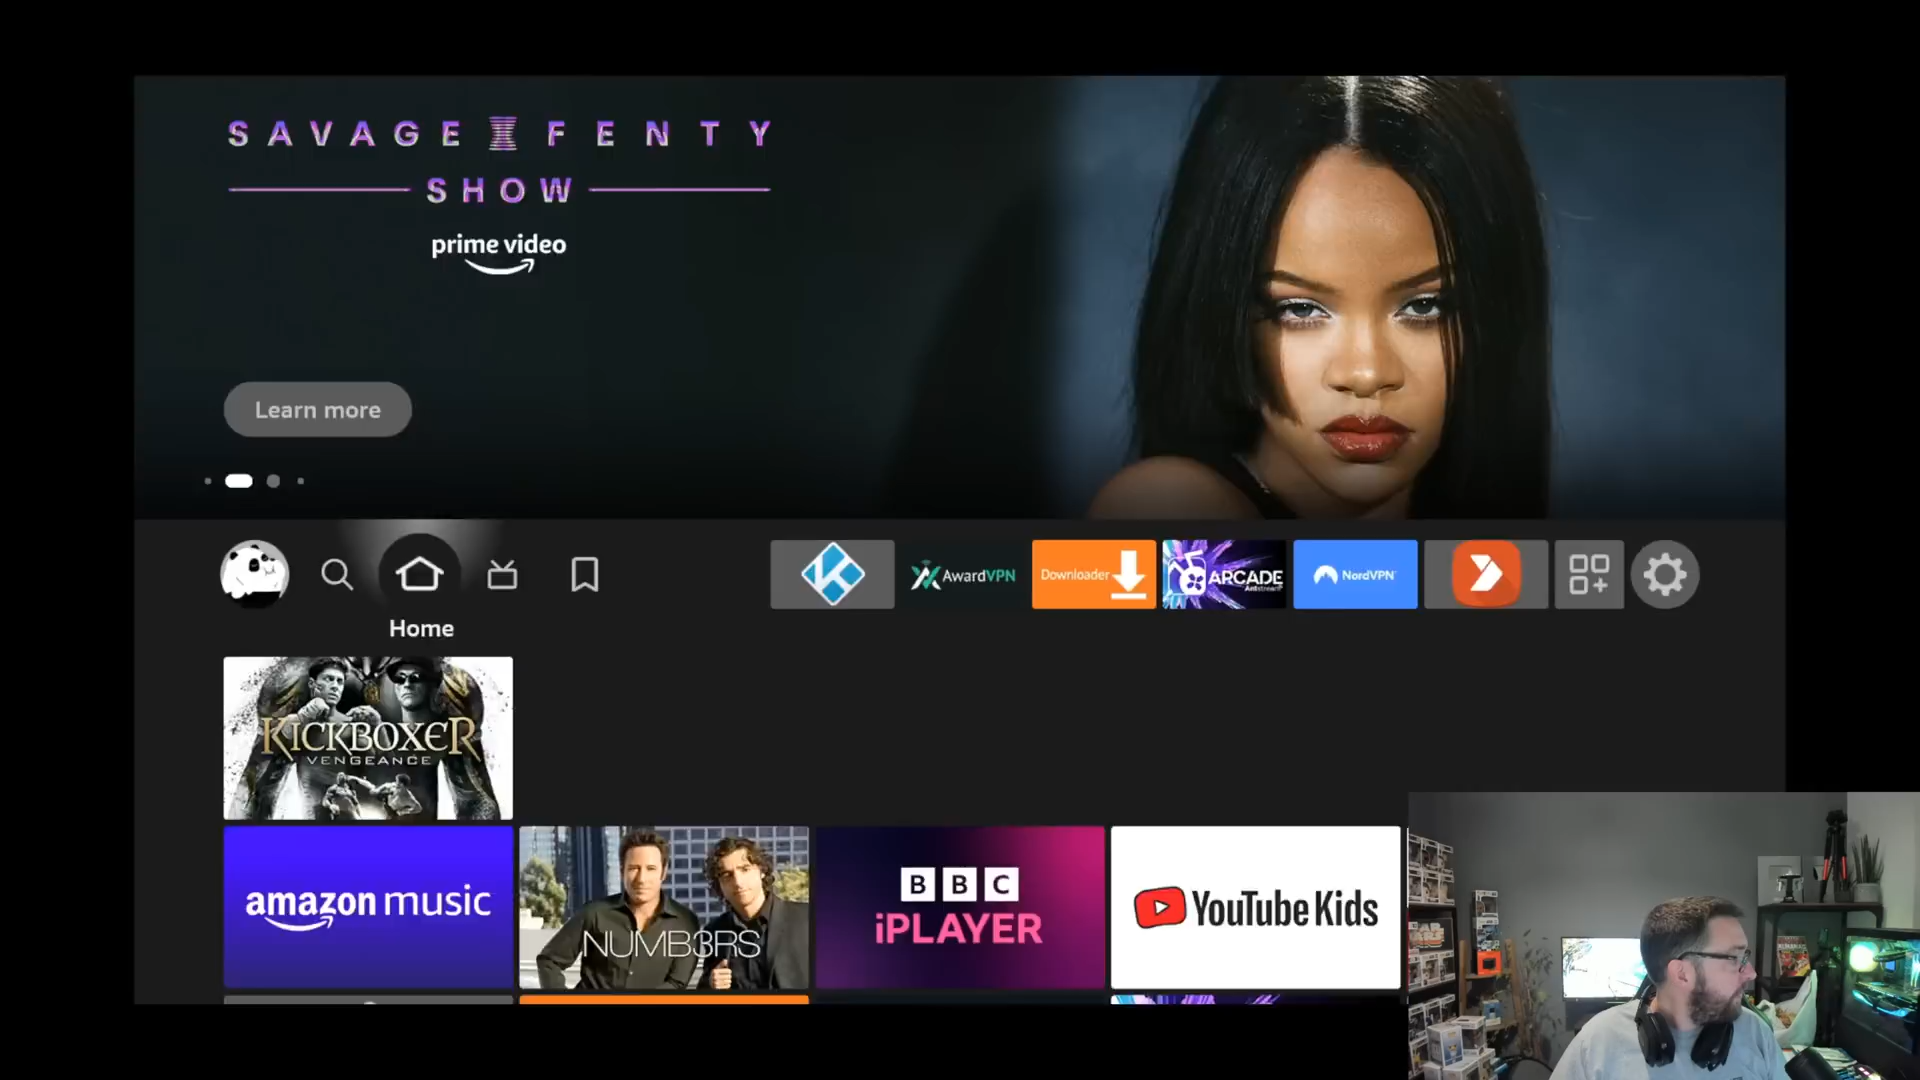 SAVAGE X FENTY
SHOW
prime video
Learn more
AwardVPN
Downloader
ARCADE
Antstream
NordVPN
Home
KICKBOXER
VENGEANCE
amazon music
NUMB3RS
BBC
iPLAYER
YouTube Kids